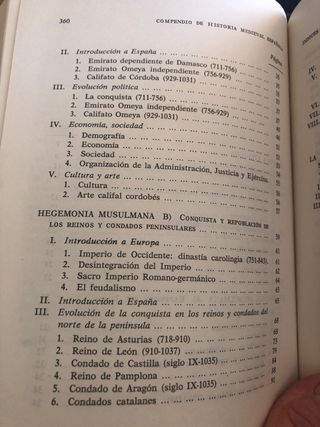 360
COMPENDIO DE HISTORIA MEDIEVAL ESPAÑOLA
Página
II. Introducción a España
1. Emirato dependiente de Damasco (711-756)
2. Emirato Omeya independiente (756-929)
3. Califato de Córdoba (929-1031)
III. Evolución política
1. La conquista (711-756)
2. Emirato Omeya independiente (756-929)
3. Califato Omeya (929-1031)
IV. Economía, sociedad
1. Demografía
2. Economía
3. Sociedad
4. Organización de la Administración, Justicia y Ejército
V. Cultura y arte
1. Cultura
2. Arte califal cordobés
HEGEMONIA MUSULMANA B) CONQUISTA Y REPOBLACIÓN DE
LOS REINOS Y CONDADOS PENINSULARES 59
I. Introducción a Europa
1. Imperio de Occidente: dinastía carolingia (751-843)
2. Desintegración del Imperio
3. Sacro Imperio Romano-germánico
4. El feudalismo
II. Introducción a España
III. Evolución de la conquista en los reinos y condados del
norte de la península
1. Reino de Asturias (718-910)
2. Reino de León (910-1037)
3. Condado de Castilla (siglo IX-1035)
4. Reino de Pamplona
5. Condado de Aragón (siglo IX-1035)
6. Condados catalanes